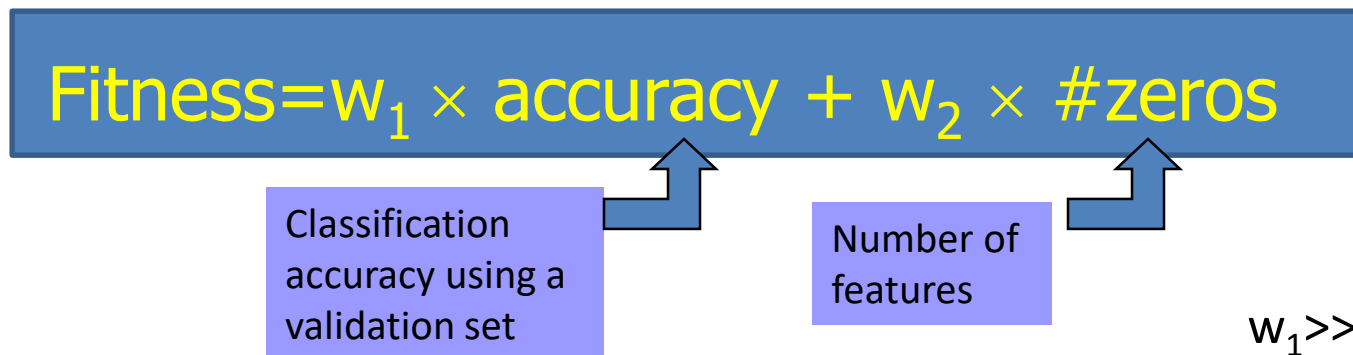 Fitness=w₁ × accuracy + w₂ × #zeros
Classification
accuracy using a
validation set
Number of
features
w₁>>